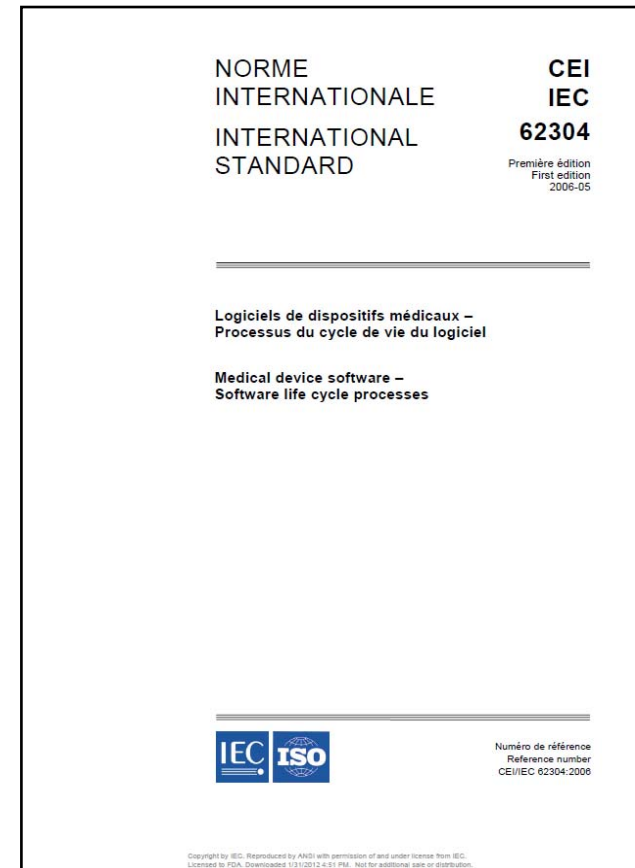 NORME
INTERNATIONALE
INTERNATIONAL
STANDARD
CEI
IEC
62304
Première édition
First edition
2006-05
Logiciels de dispositifs médicaux –
Processus du cycle de vie du logiciel
Medical device software –
Software life cycle processes
IEC
ISO
Numéro de référence
Reference number
CEI/IEC 62304:2006
Copyright by IEC. Reproduced by ANSI with permission of and under license from IEC.
Licensed to FDA. Downloaded 1/31/2012 4:51 PM. Not for additional sale or distribution.